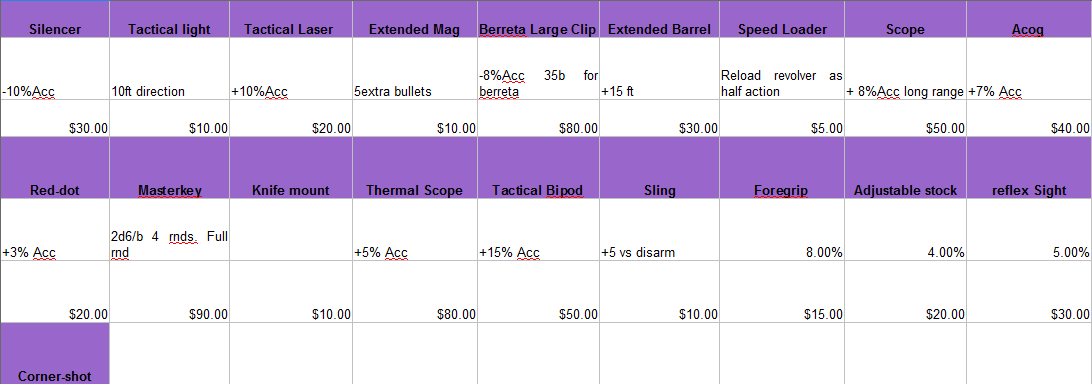 Silencer Tactical light Tactical Laser Extended Mag Berreta Large Clip Extended Barrel Speed Loader Scope Acog
-10%Acc 10ft direction +10%Acc 5extra bullets -8%Acc 35b for berreta +15 ft Reload revolver as half action + 8%Acc long range +7% Acc
$30.00 $10.00 $20.00 $10.00 $80.00 $30.00 $5.00 $50.00 $40.00
Red-dot Masterkey Knife mount Thermal Scope Tactical Bipod Sling Foregrip Adjustable stock reflex Sight
+3% Acc 2d6/b 4 rnds. Full rnd +5% Acc +15% Acc +5 vs disarm 8.00% 4.00% 5.00%
$20.00 $90.00 $10.00 $80.00 $50.00 $10.00 $15.00 $20.00 $30.00
Corner-shot